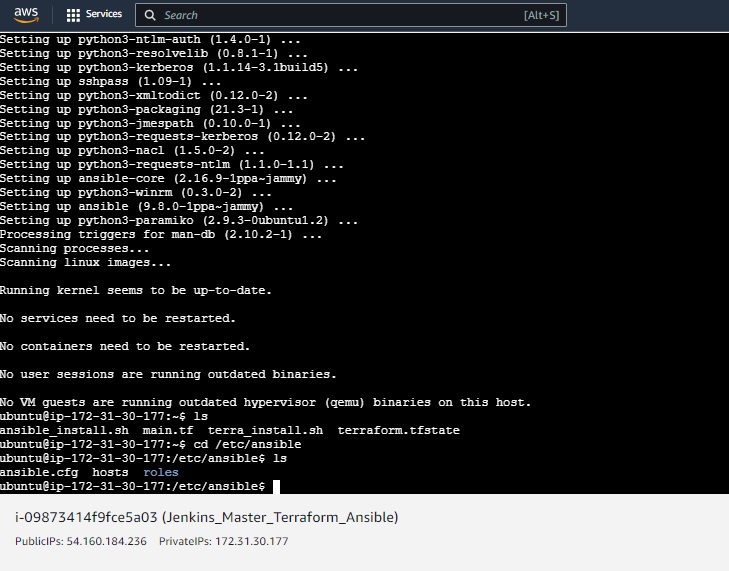 aws Services Search [Alt+S]
Setting up python3-ntlm-auth (1.4.0-1) ...
Setting up python3-resolvelib (0.8.1-1) ...
Setting up python3-kerberos (1.1.14-3.1build5) ...
Setting up sshpass (1.09-1) ...
Setting up python3-xmltodict (0.12.0-2) ...
Setting up python3-packaging (21.3-1) ...
Setting up python3-jmespath (0.10.0-1) ...
Setting up python3-requests-kerberos (0.12.0-2) ...
Setting up python3-nacl (1.5.0-2) ...
Setting up python3-requests-ntlm (1.1.0-1.1) ...
Setting up ansible-core (2.16.9-1ppa~jammy) ...
Setting up python3-winrm (0.3.0-2) ...
Setting up ansible (9.8.0-1ppa~jammy) ...
Setting up python3-paramiko (2.9.3-0ubuntu1.2) ...
Processing triggers for man-db (2.10.2-1) ...
Scanning processes...
Scanning linux images...
Running kernel seems to be up-to-date.
No services need to be restarted.
No containers need to be restarted.
No user sessions are running outdated binaries.
No VM guests are running outdated hypervisor (qemu) binaries on this host.
ubuntu@ip-172-31-30-177:~$ ls
ansible_install.sh  main.tf  terra_install.sh  terraform.tfstate
ubuntu@ip-172-31-30-177:~$ cd /etc/ansible
ubuntu@ip-172-31-30-177:/etc/ansible$ ls
ansible.cfg  hosts  roles
ubuntu@ip-172-31-30-177:/etc/ansible$
i-09873414f9fce5a03 (Jenkins_Master_Terraform_Ansible)
PublicIPs: 54.160.184.236 PrivateIPs: 172.31.30.177